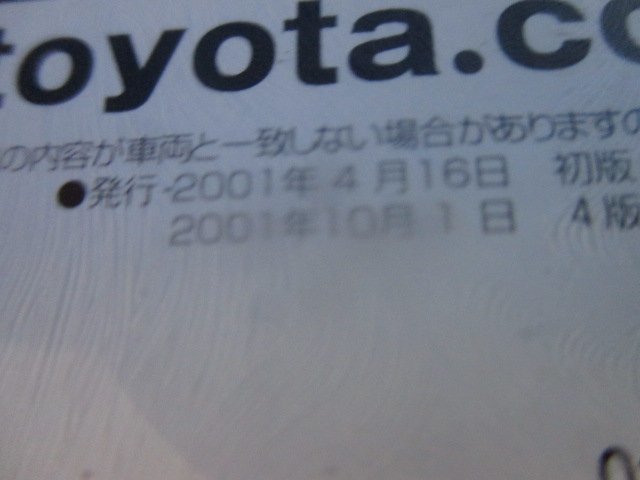 toyota.co
の内容が車両と一致しない場合がありますの
●発行-2001年 4 月16日 初版
2001年10月 1 日 4版
0